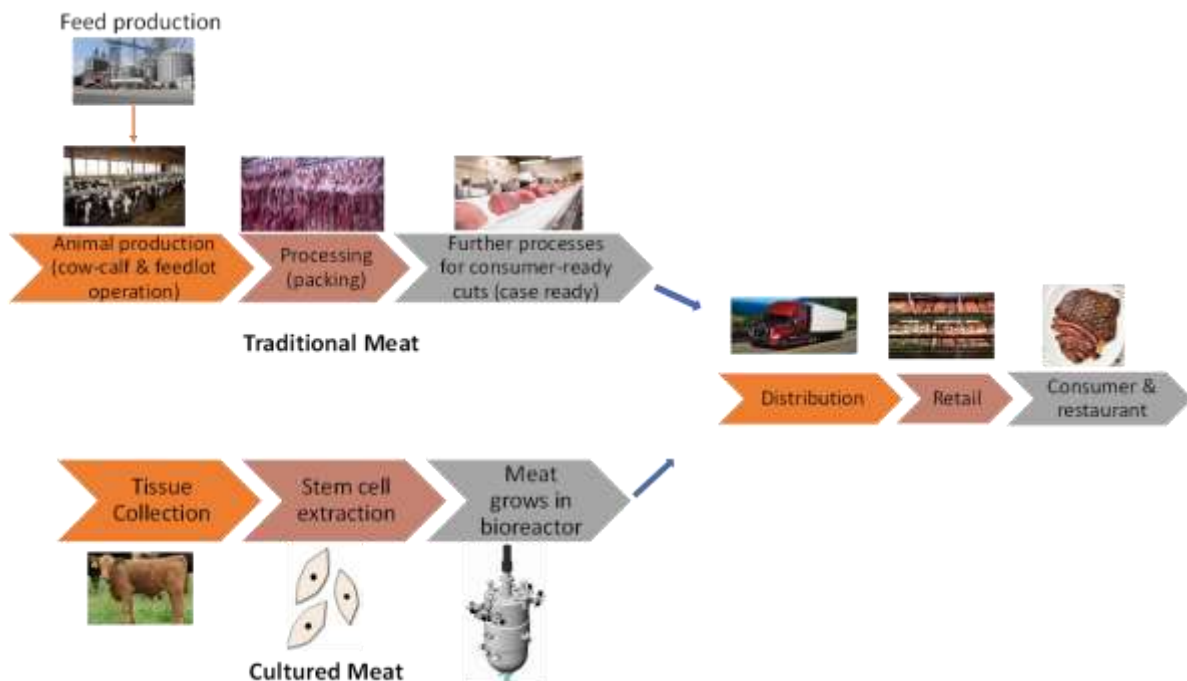 Feed production
Animal production
(cow-calf & feedlot
operation)
Processing
(packing)
Further processes
for consumer-ready
cuts (case ready)
Traditional Meat
Distribution
Retail
Consumer &
restaurant
Tissue
Collection
Stem cell
extraction
Meat
grows in
bioreactor
Cultured Meat